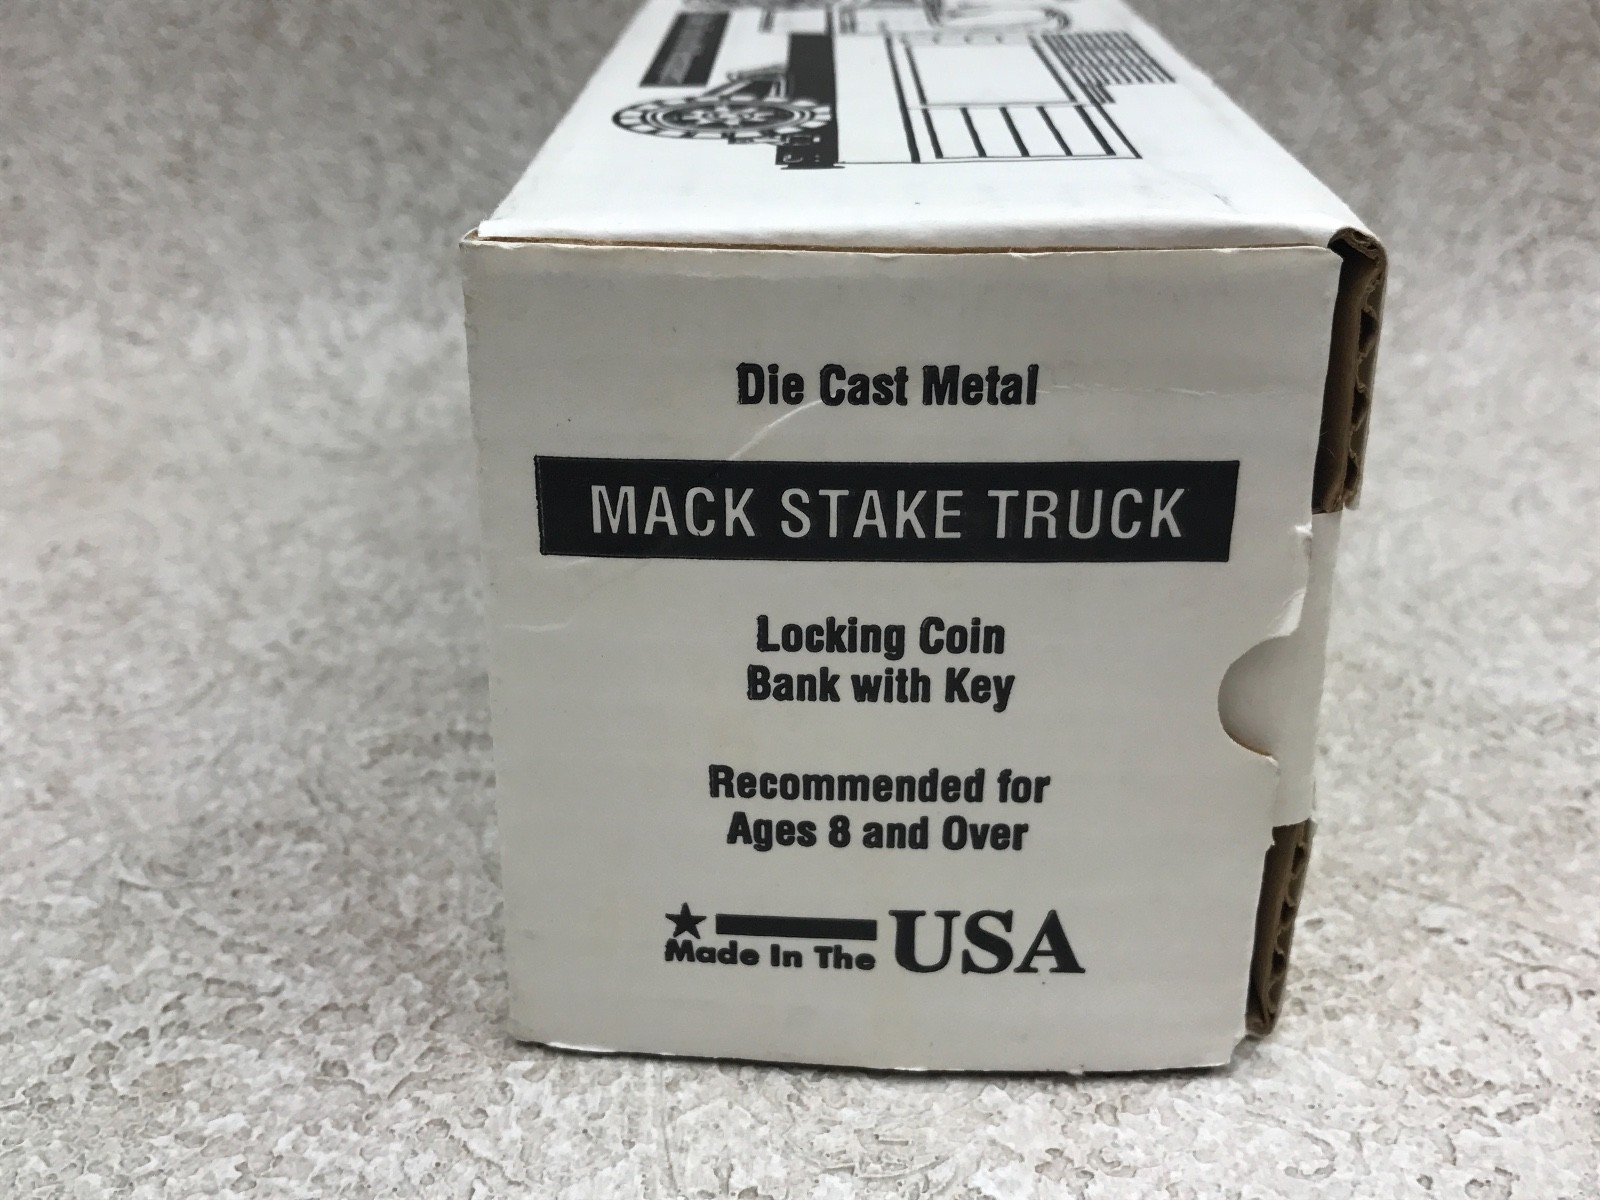 Die Cast Metal
MACK STAKE TRUCK
Locking Coin
Bank with Key
Recommended for
Ages 8 and Over
Made In The USA